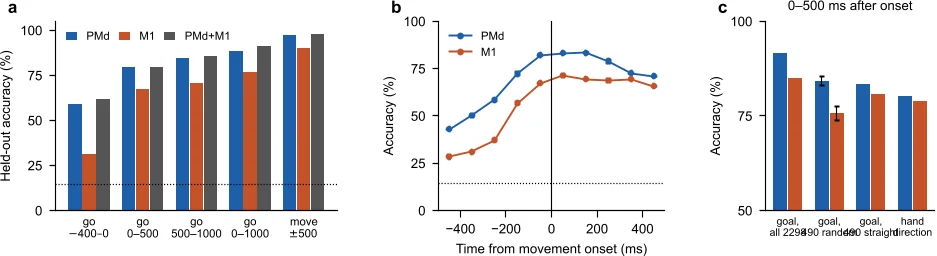 a
Held-out accuracy (%)
100
75
50
25
0
PMd
M1
PMd+M1
go
−400–0
go
0–500
go
500–1000
go
0–1000
move
±500
b
Accuracy (%)
100
75
50
25
0
PMd
M1
−400
−200
0
200
400
Time from movement onset (ms)
c
0–500 ms after onset
Accuracy (%)
100
75
50
goal,
all 2298
goal,
490 random
goal,
490 straight
hand
direction